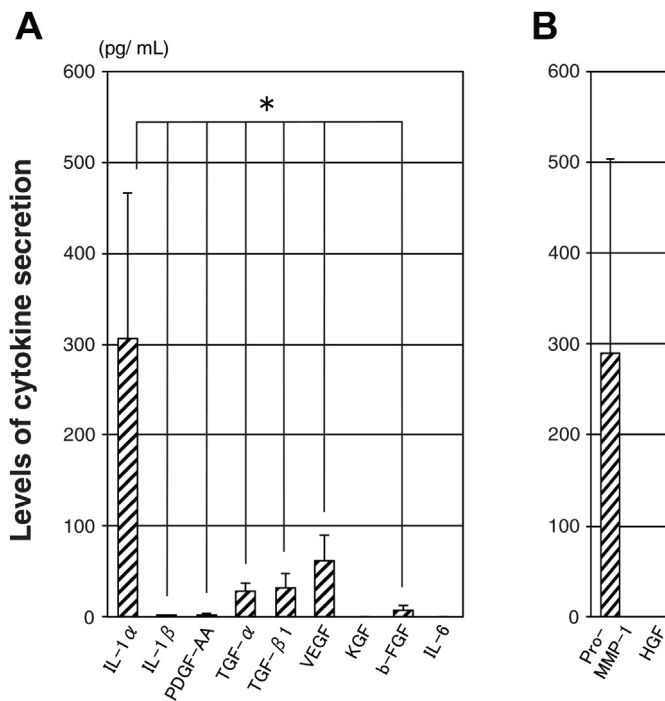 A
(pg/ mL)
Levels of cytokine secretion
600
500
400
300
200
100
0
*
IL-1α
IL-1β
PDGF-AA
TGF-α
TGF-β1
VEGF
KGF
b-FGF
IL-6
B
600
500
400
300
200
100
0
Pro-
MMP-1
HGF